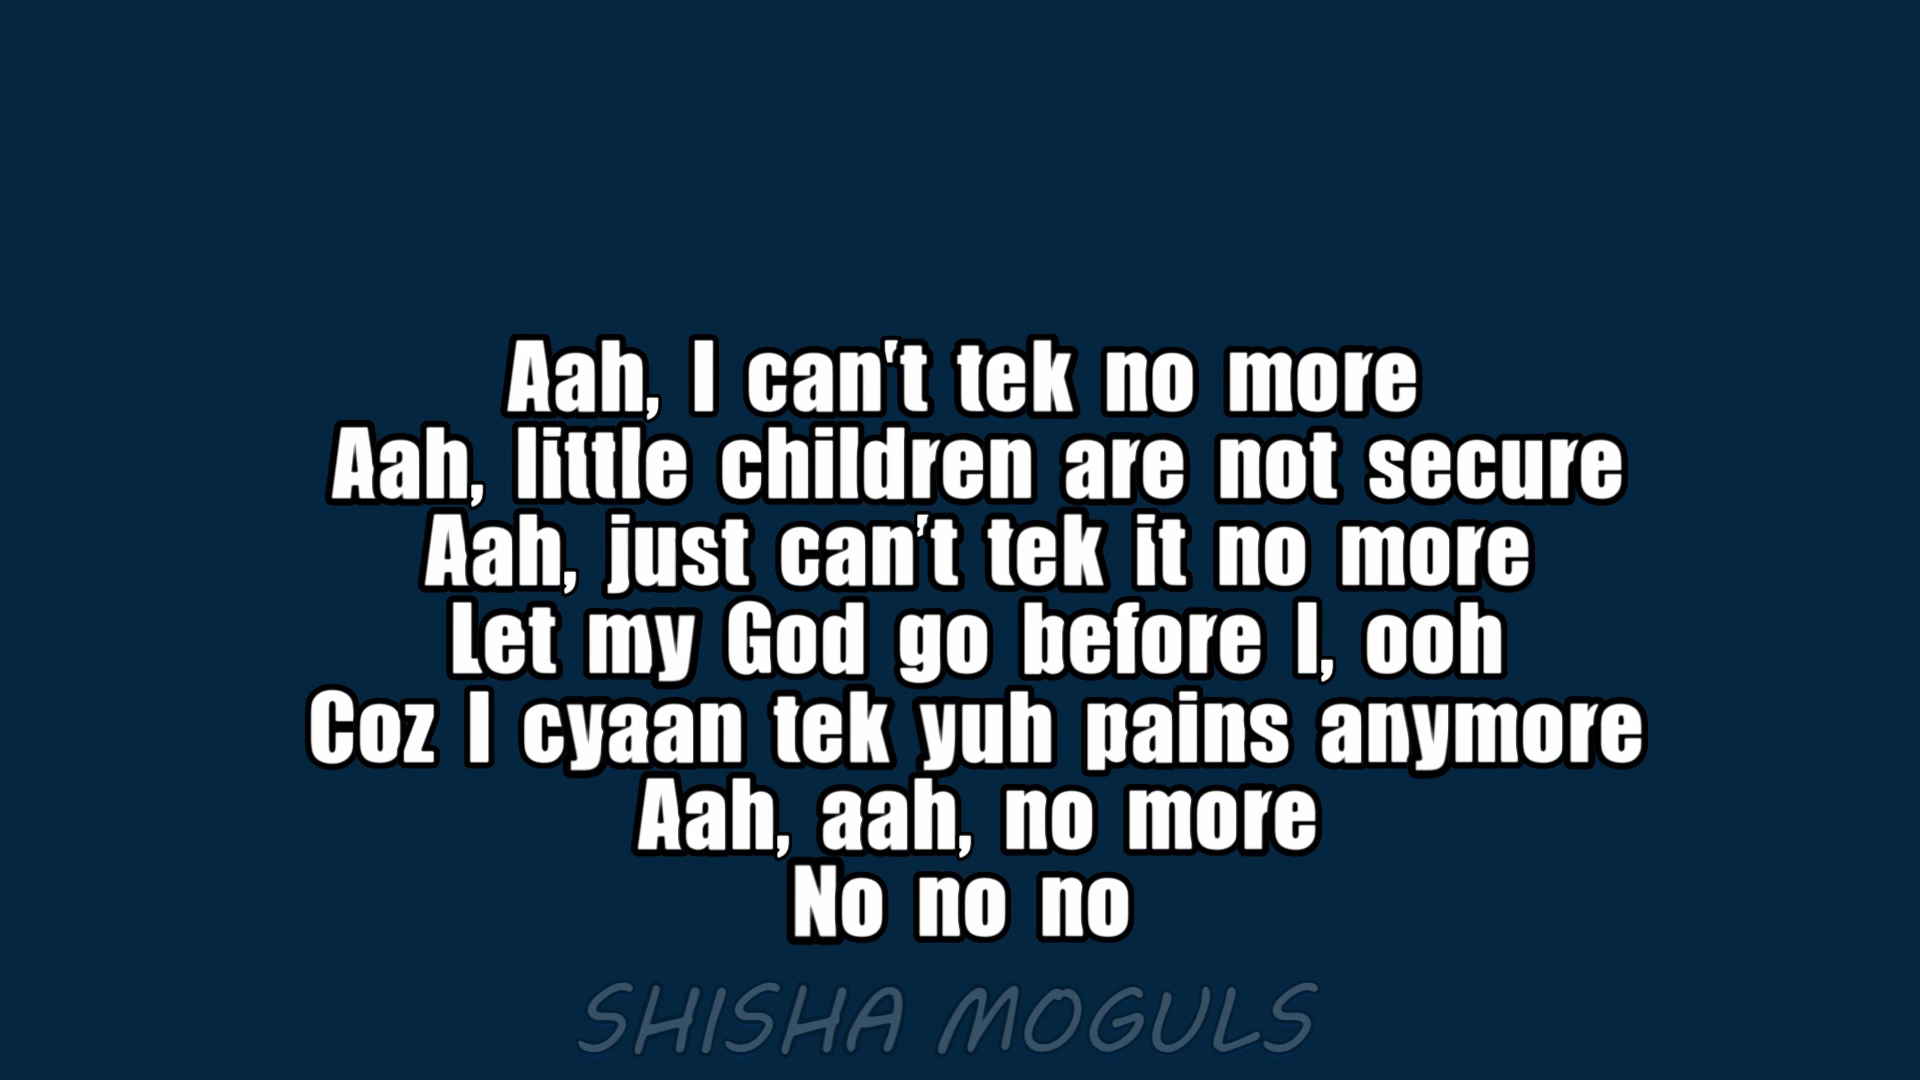 Aah, I can't tek no more
Aah, little children are not secure
Aah, just can't tek it no more
Let my God go before I, ooh
Coz I cyaan tek yuh pains anymore
Aah, aah, no more
No no no
SHISHA MOGULS